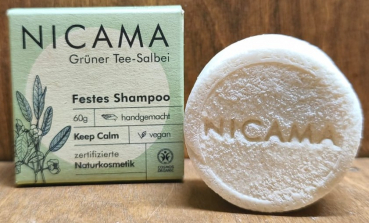 NICAMA
Grüner Tee-Salbei
Festes Shampoo
60g handgemacht
Keep Calm vegan
zertifizierte
Naturkosmetik
NICAMA